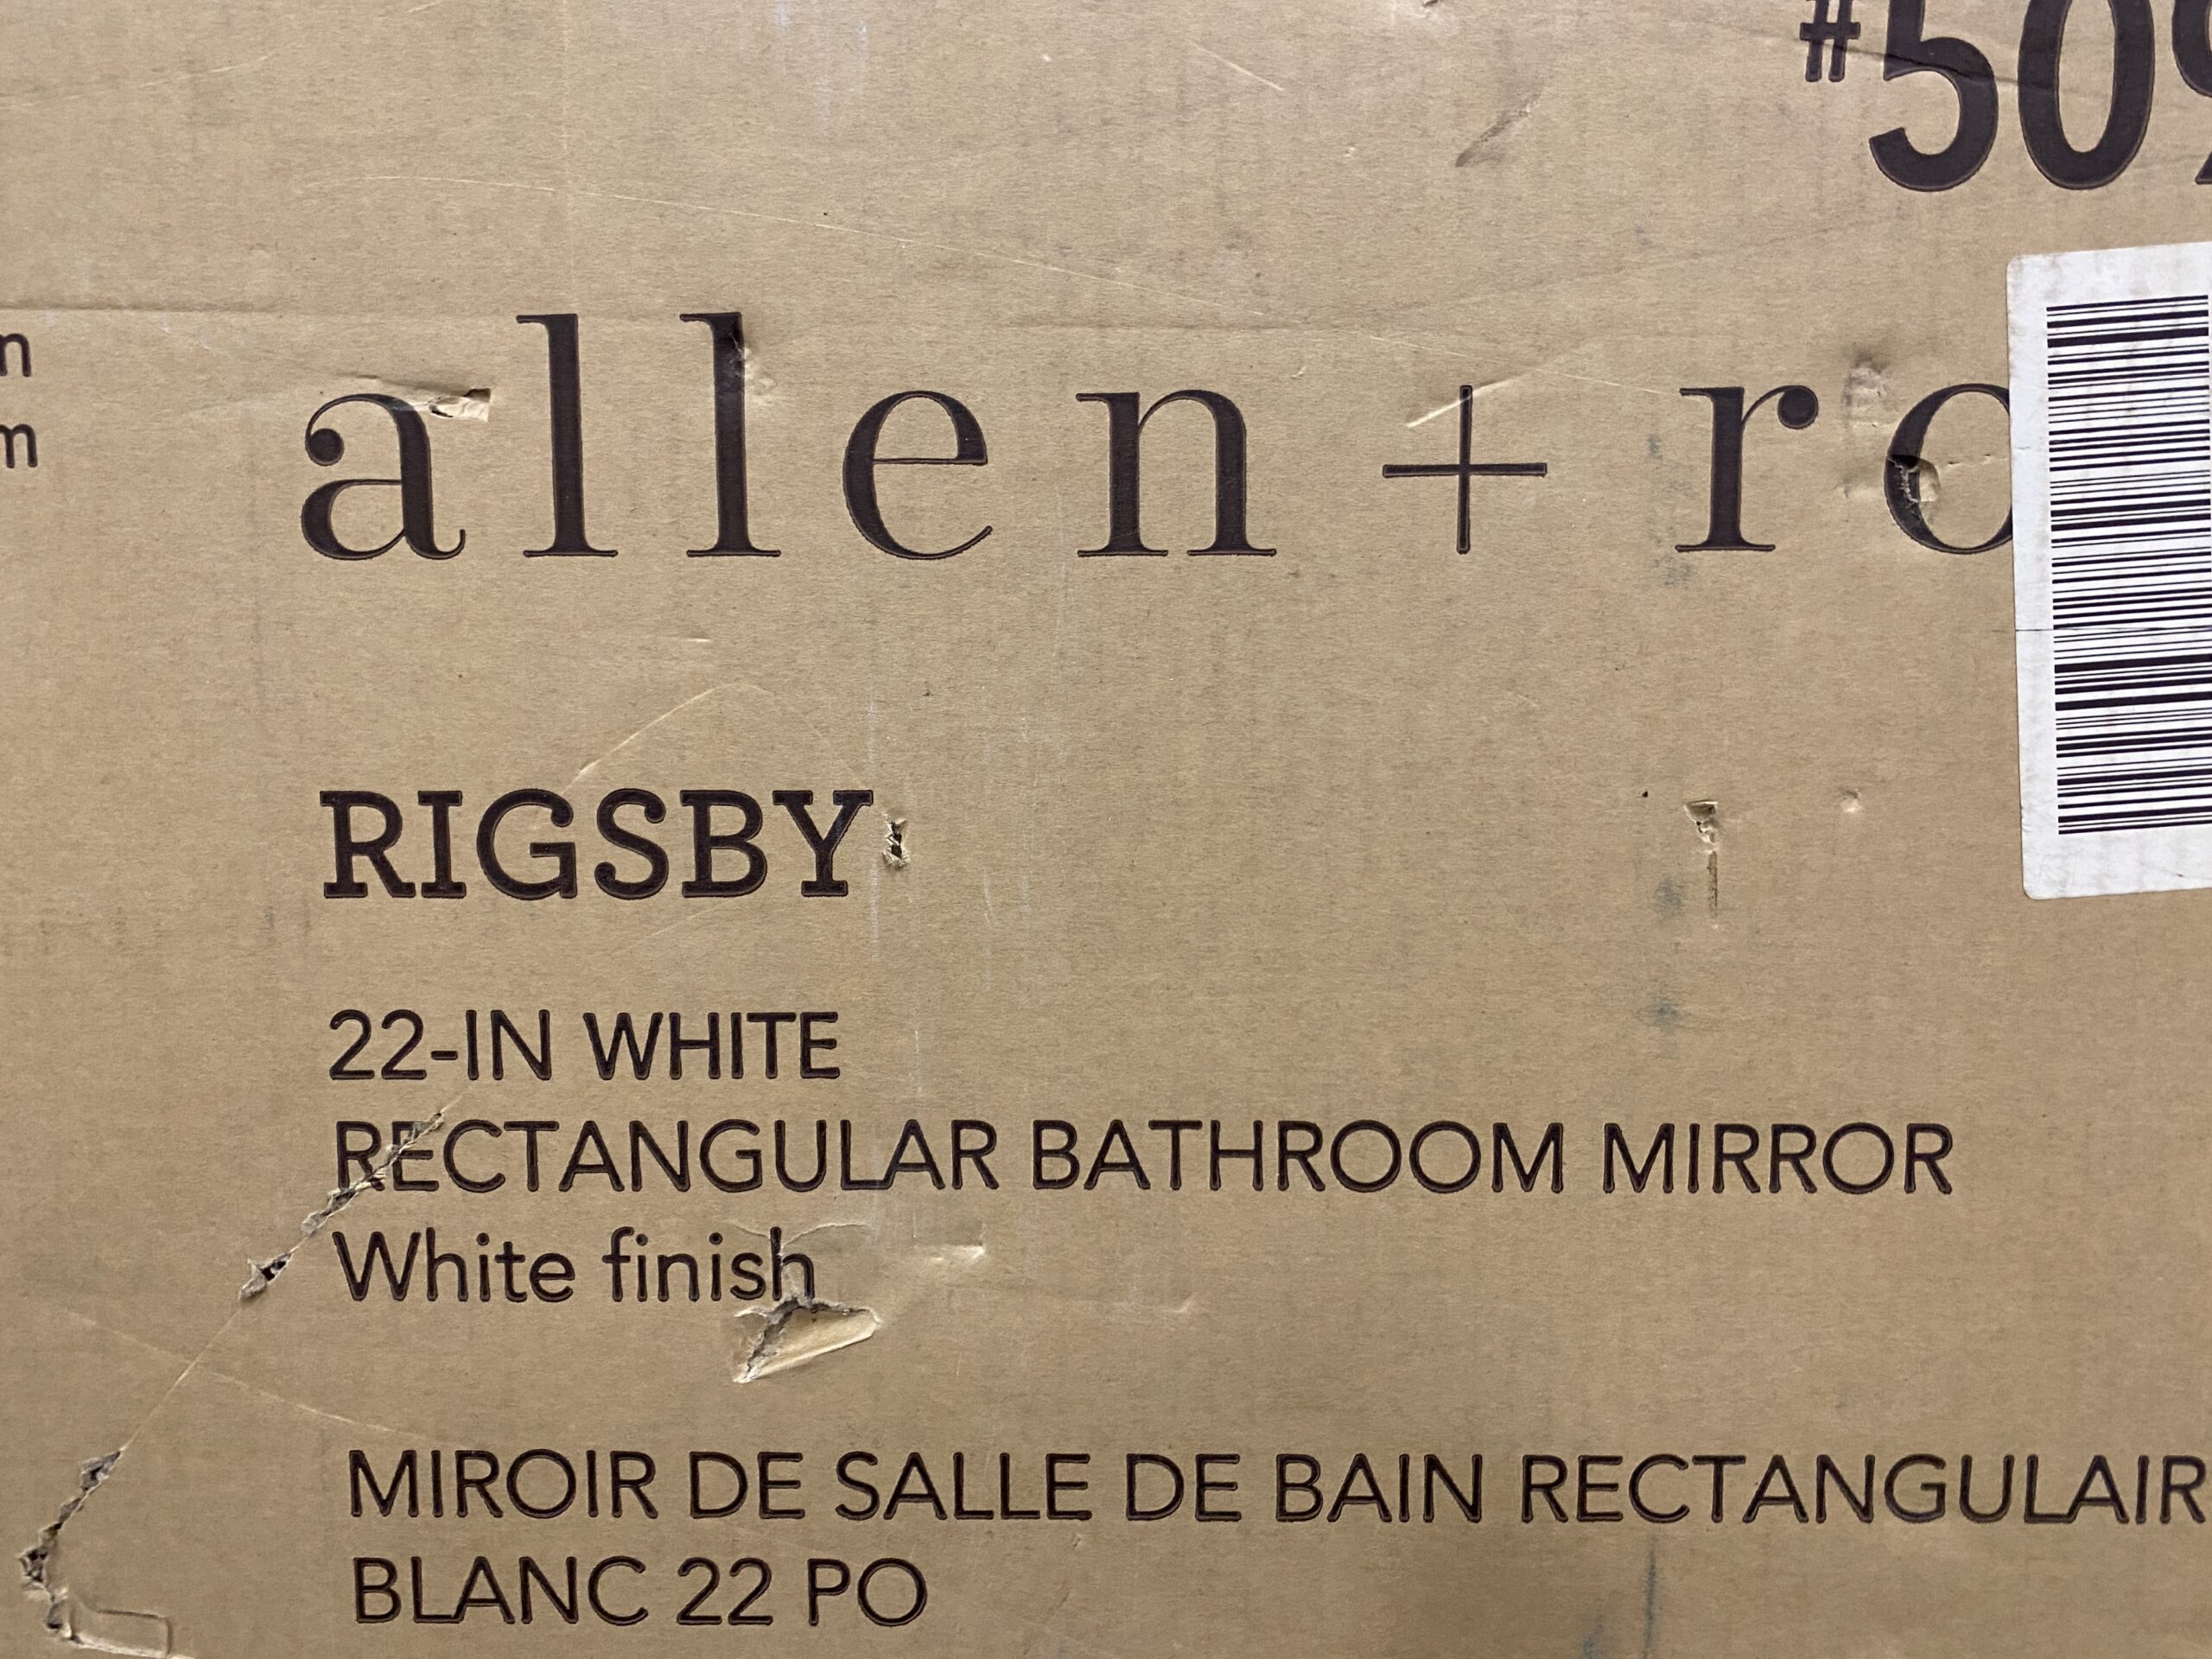 #509
n
m
allen + ro
RIGSBY
22-IN WHITE
RECTANGULAR BATHROOM MIRROR
White finish
MIROIR DE SALLE DE BAIN RECTANGULAIR
BLANC 22 PO